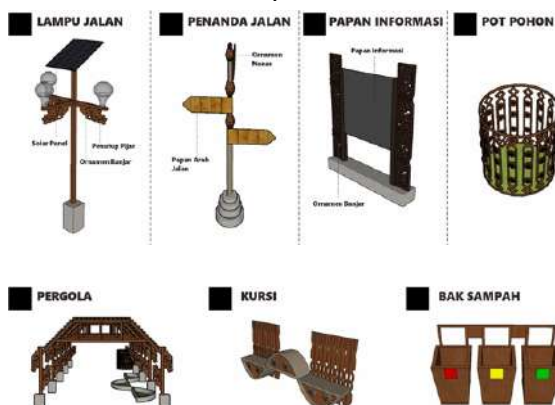 LAMPU JALAN
PENANDA JALAN
PAPAN INFORMASI
POT POHON
Solar Panel
Penutup Pijar
Ornamen Banjar
Ornamen
Nanas
Papan Arah
Jalan
Papan Informasi
Ornamen Banjar
PERGOLA
KURSI
BAK SAMPAH